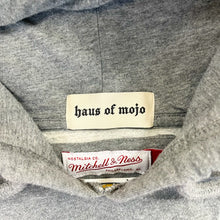 haus of mojo
NOSTALGIA CO.
Mitchell & Ness